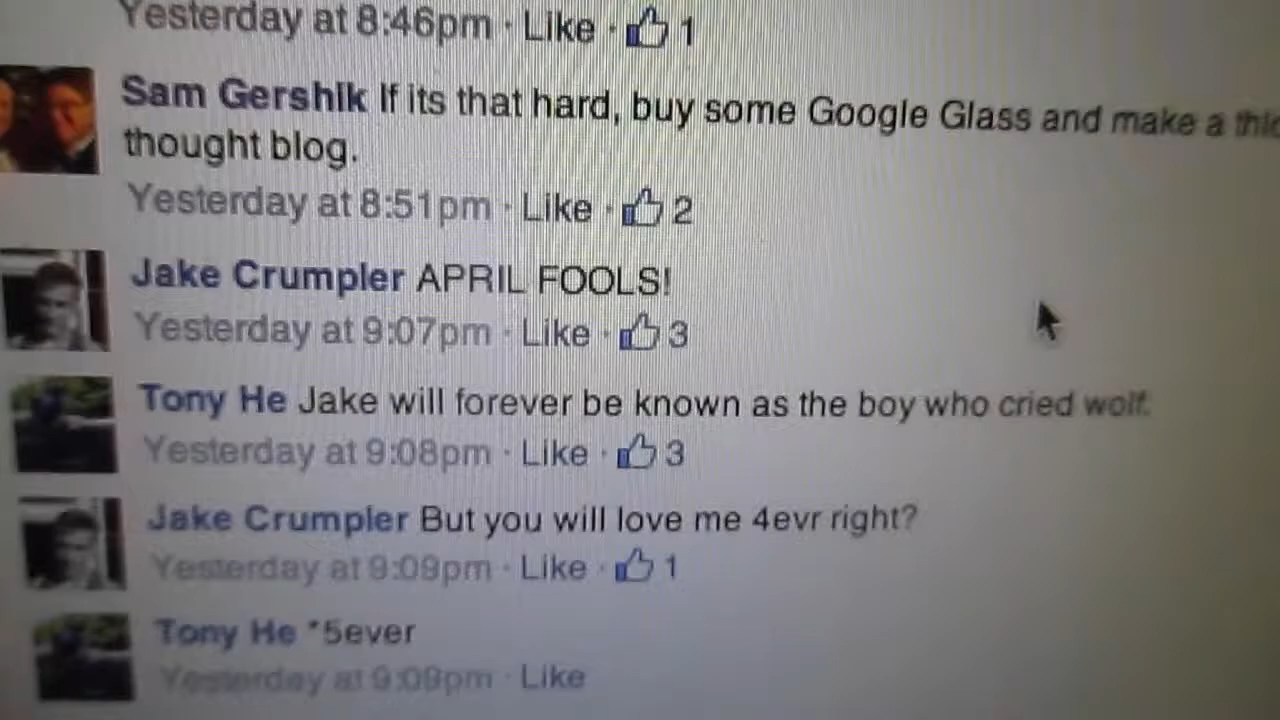 Yesterday at 8:46pm · Like · 1
Sam Gershik If its that hard, buy some Google Glass and make a
thought blog.
Yesterday at 8:51pm · Like · 2
Jake Crumpler APRIL FOOLS!
Yesterday at 9:07pm · Like · 3
Tony He Jake will forever be known as the boy who cried wolf.
Yesterday at 9:08pm · Like · 3
Jake Crumpler But you will love me 4evr right?
Yesterday at 9:09pm · Like · 1
Tony He *5ever
Yesterday at 9:09pm · Like